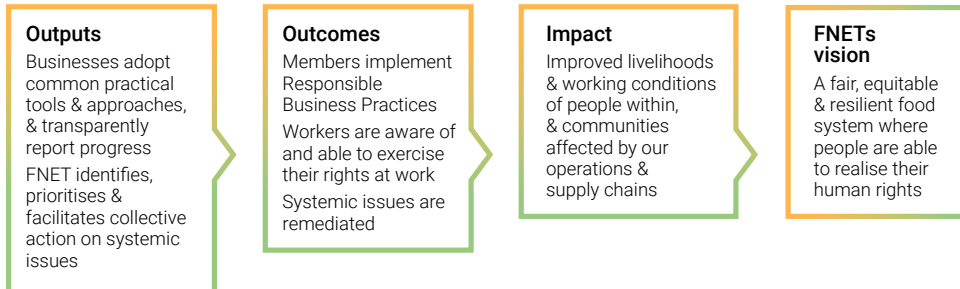 Outputs
Businesses adopt
common practical
tools & approaches,
& transparently
report progress
FNET identifies,
prioritises &
facilitates collective
action on systemic
issues
Outcomes
Members implement
Responsible
Business Practices
Workers are aware of
and able to exercise
their rights at work
Systemic issues are
remediated
Impact
Improved livelihoods
& working conditions
of people within,
& communities
affected by our
operations &
supply chains
FNETs
vision
A fair, equitable
& resilient food
system where
people are able
to realise their
human rights